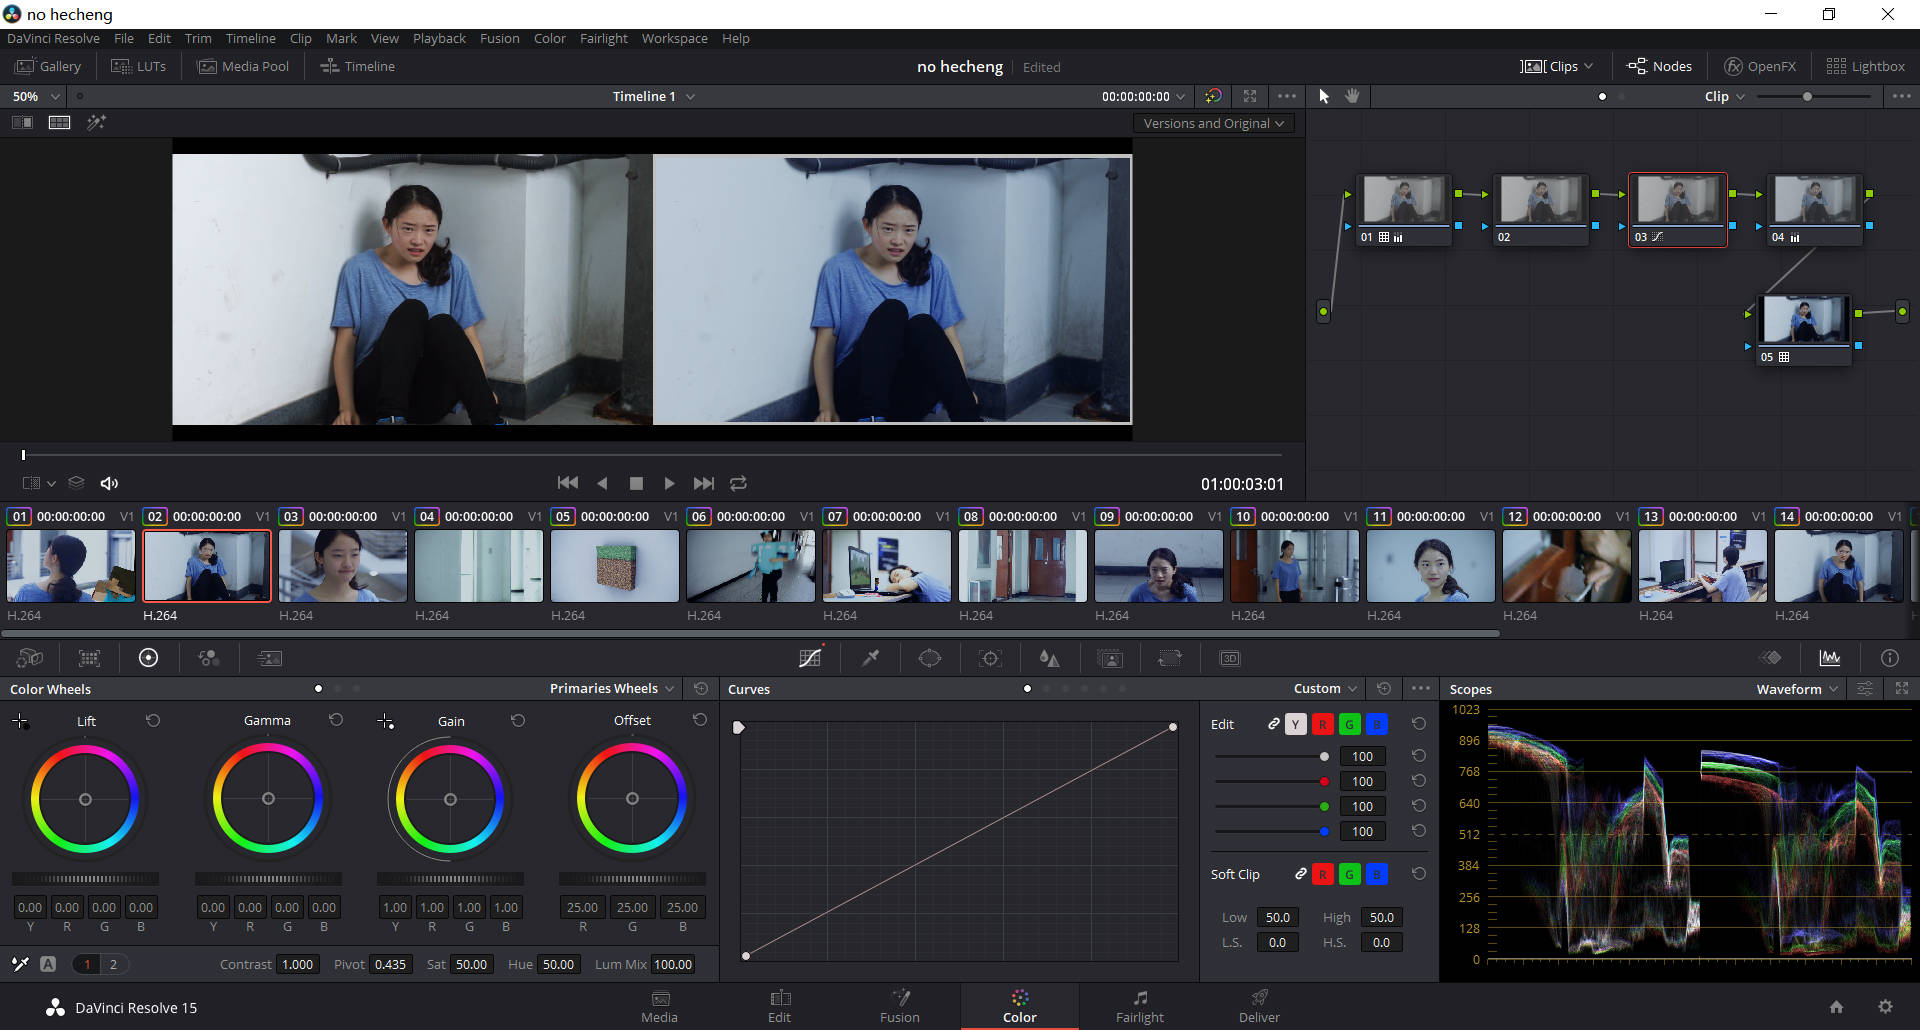 no hecheng
DaVinci Resolve File Edit Trim Timeline Clip Mark View Playback Fusion Color Fairlight Workspace Help
Gallery LUTs Media Pool Timeline no hecheng Edited Clips Nodes OpenFX Lightbox
50% Timeline 1 00:00:00:00 Clip
Versions and Original
01 02 03 04
05
01:00:03:01
01 00:00:00:00 V1 02 00:00:00:00 V1 03 00:00:00:00 V1 04 00:00:00:00 V1 05 00:00:00:00 V1 06 00:00:00:00 V1 07 00:00:00:00 V1 08 00:00:00:00 V1 09 00:00:00:00 V1 10 00:00:00:00 V1 11 00:00:00:00 V1 12 00:00:00:00 V1 13 00:00:00:00 V1 14 00:00:00:00 V1
H.264 H.264 H.264 H.264 H.264 H.264 H.264 H.264 H.264 H.264 H.264 H.264 H.264 H.264
3D
Color Wheels Primaries Wheels Curves Custom Scopes Waveform
Lift Gamma Gain Offset
0.00 0.00 0.00 0.00 0.00 0.00 0.00 0.00 1.00 1.00 1.00 1.00 25.00 25.00 25.00
Y R G B Y R G B Y R G B R G B
A 1 2 Contrast 1.000 Pivot 0.435 Sat 50.00 Hue 50.00 Lum Mix 100.00
Edit Y R G B
100
100
100
100
Soft Clip R G B
Low 50.0 High 50.0
L.S. 0.0 H.S. 0.0
1023
896
768
640
512
384
256
128
0
DaVinci Resolve 15 Media Edit Fusion Color Fairlight Deliver